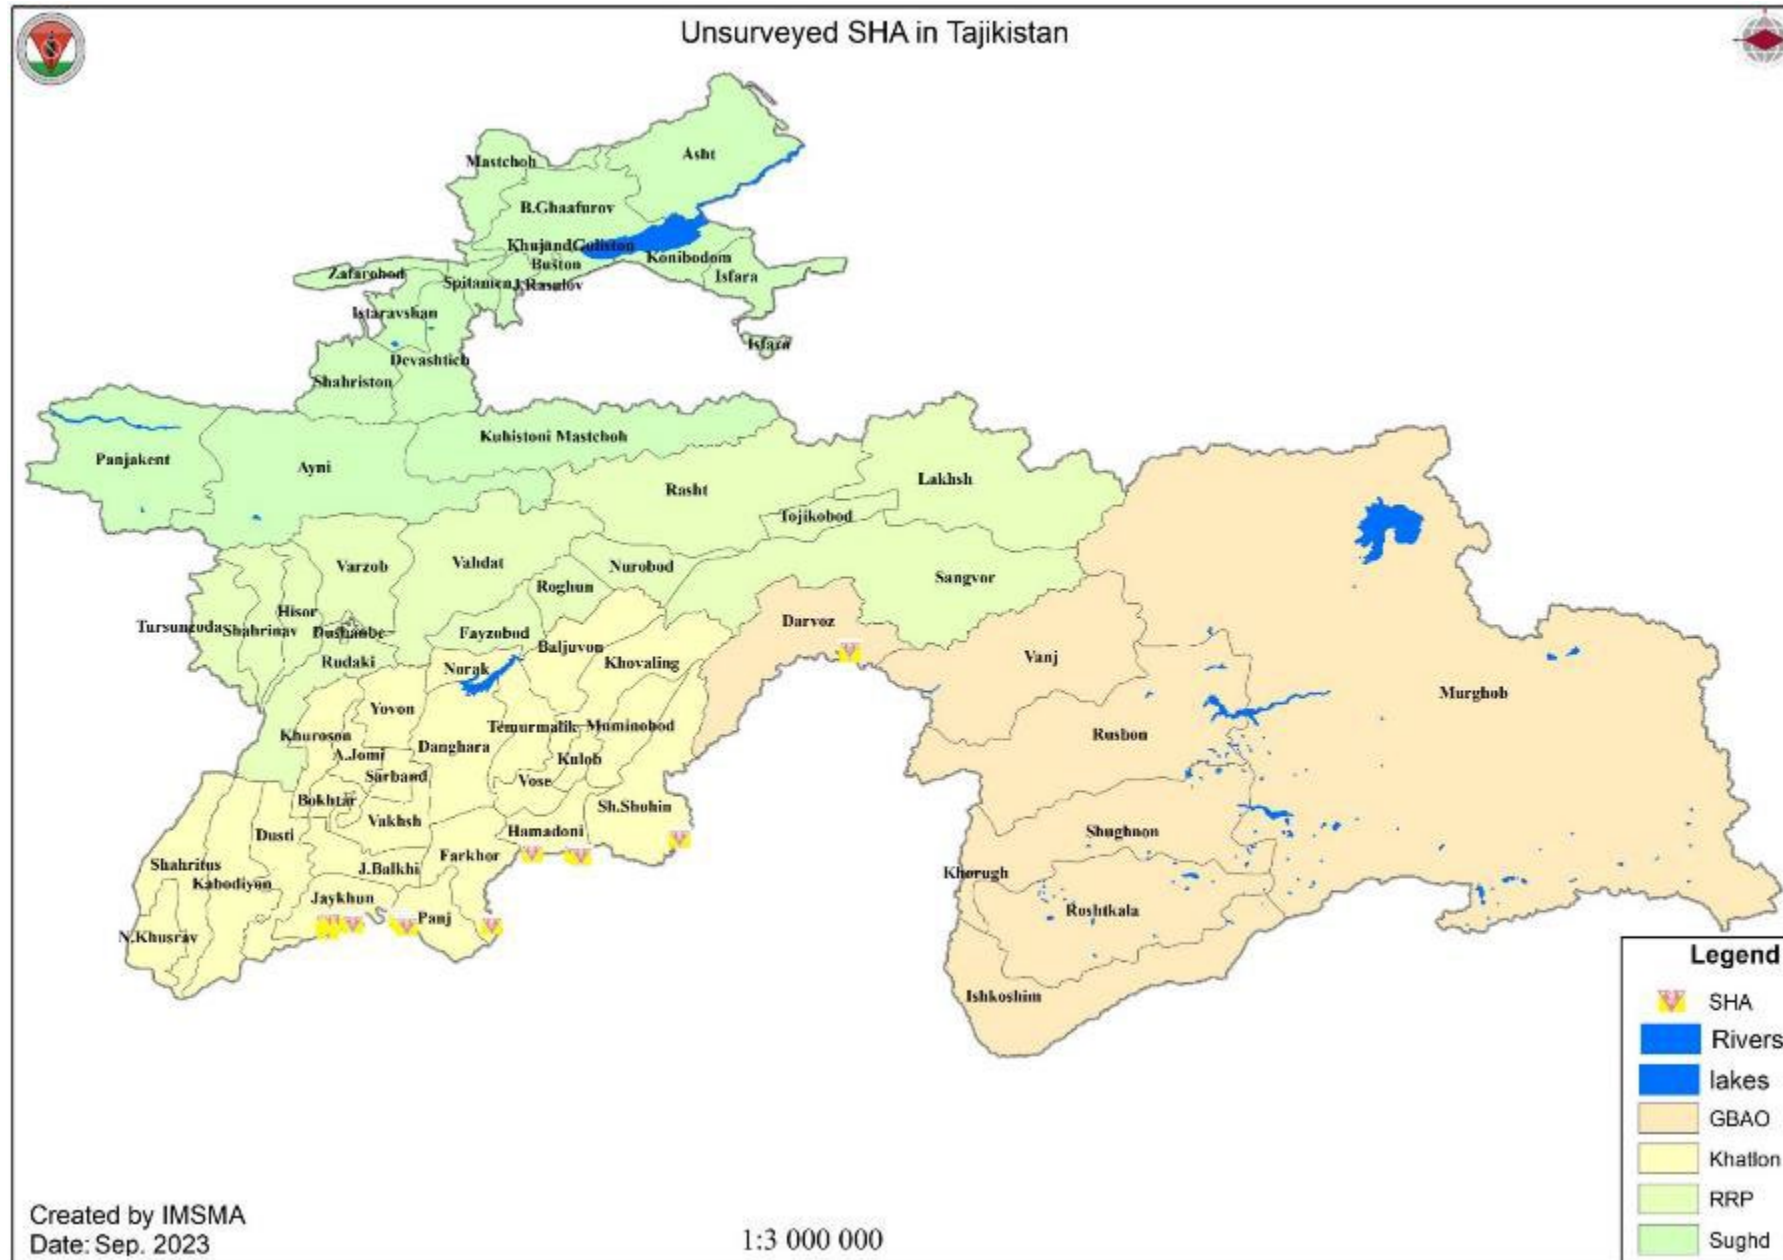 Unsurveyed SHA in Tajikistan
Asht
Mastchoh
B.Ghaafurov
Khujand
Guliston
Buston
Konibodom
Isfara
Zafarobod
Spitamen
J.Rasulov
Istaravshan
Isfara
Devashtich
Shahriston
Kuhistoni Mastchoh
Panjakent
Ayni
Rasht
Lakhsh
Tojikobod
Varzob
Vahdat
Nurobod
Roghun
Sangvor
Hisor
Tursunzoda
Shahrinav
Dushanbe
Fayzobod
Darvoz
Baljuvon
Rudaki
Norak
Khovaling
Vanj
Murghob
Yovon
Temurmalik
Muminobod
Khuroson
Rushon
A.Jomi
Danghara
Kulob
Sarband
Vose
Bokhtar
Sh.Shohin
Vakhsh
Dusti
Hamadoni
Shughnon
Farkhor
Shahritus
J.Balkhi
Khorugh
Kabodiyon
Jaykhun
Roshtkala
Panj
N.Khusrav
Ishkoshim
Legend
SHA
Rivers
lakes
GBAO
Khatlon
RRP
Sughd
Created by IMSMA
Date: Sep. 2023
1:3 000 000